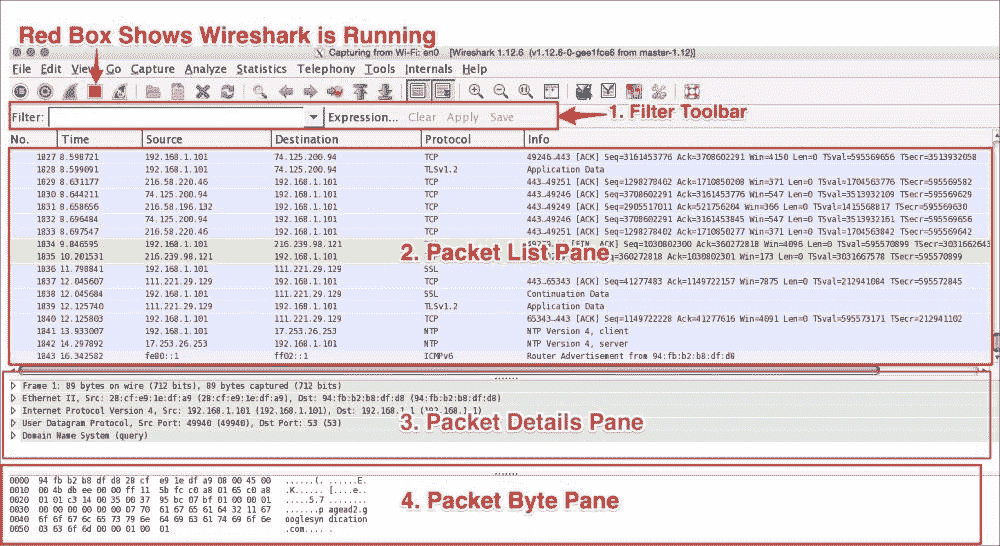 Red Box Shows Wireshark is Running
Capturing from Wi-Fi: en0 [Wireshark 1.12.6 (v1.12.6-0-gee1fce6 from master-1.12)]
File Edit View Go Capture Analyze Statistics Telephony Tools Internals Help
Filter: Expression... Clear Apply Save
1. Filter Toolbar
No. Time Source Destination Protocol Info
1827 8.598721 192.168.1.101 74.125.200.94 TCP 49246→443 [ACK] Seq=3161453776 Ack=3708602291 Win=4150 Len=0 TSval=595569656 TSecr=3513932058
1828 8.599091 192.168.1.101 74.125.200.94 TLSv1.2 Application Data
1829 8.631177 216.58.220.46 192.168.1.101 TCP 443→49251 [ACK] Seq=1298278402 Ack=1710850208 Win=371 Len=0 TSval=1704563776 TSecr=595569582
1830 8.644211 74.125.200.94 192.168.1.101 TCP 443→49246 [ACK] Seq=3708602291 Ack=3161453776 Win=547 Len=0 TSval=3513932109 TSecr=595569629
1831 8.658656 216.58.196.132 192.168.1.101 TCP 443→49249 [ACK] Seq=2905517011 Ack=521756204 Win=366 Len=0 TSval=1415568817 TSecr=595569630
1832 8.696484 74.125.200.94 192.168.1.101 TCP 443→49246 [ACK] Seq=3708602291 Ack=3161453845 Win=547 Len=0 TSval=3513932161 TSecr=595569656
1833 8.697547 216.58.220.46 192.168.1.101 TCP 443→49251 [ACK] Seq=1298278402 Ack=1710850277 Win=371 Len=0 TSval=1704563842 TSecr=595569642
1834 9.846595 192.168.1.101 216.239.98.121 [FIN, ACK] Seq=1030802300 Ack=360272818 Win=4096 Len=0 TSval=595570899
1835 10.201531 216.239.98.121 192.168.1.101 Ack=1030802301 Win=173 Len=0 TSval=3031667578 TSecr=595570899
2. Packet List Pane
1836 11.798841 192.168.1.101 111.221.29.129 SSL
1837 12.045607 111.221.29.129 192.168.1.101 TCP 443→65343 [ACK] Seq=41277483 Ack=1149722157 Win=7875 Len=0 TSval=212941084 TSecr=595572845
1838 12.045684 192.168.1.101 111.221.29.129 SSL Continuation Data
1839 12.125740 111.221.29.129 192.168.1.101 TLSv1.2 Application Data
1840 12.125803 192.168.1.101 111.221.29.129 TCP 65343→443 [ACK] Seq=1149722228 Ack=41277616 Win=4091 Len=0 TSval=595573171 TSecr=212941102
1841 13.933007 192.168.1.101 17.253.26.253 NTP NTP Version 4, client
1842 14.297892 17.253.26.253 192.168.1.101 NTP NTP Version 4, server
1843 16.342582 fe80::1 ff02::1 ICMPv6 Router Advertisement from 94:fb:b2:b8:df:d8
Frame 1: 89 bytes on wire (712 bits), 89 bytes captured (712 bits)
Ethernet II, Src: 28:cf:e9:1e:df:a9 (28:cf:e9:1e:df:a9), Dst: 94:fb:b2:b8:df:d8 (94:fb:b2:b8:df:d8)
Internet Protocol Version 4, Src: 192.168.1.101 (192.168.1.101), Dst: 192.168.1.1 (192.168.1.1)
User Datagram Protocol, Src Port: 49940 (49940), Dst Port: 53 (53)
3. Packet Details Pane
Domain Name System (query)
0000 94 fb b2 b8 df d8 28 cf e9 1e df a9 08 00 45 00 ......(. ......E.
0010 00 4b db ee 00 00 ff 11 5b fc c0 a8 01 65 c0 a8 .K...... [....e..
0020 01 01 c3 14 00 35 00 37 95 bc 07 bf 01 00 00 01 .....5.7 ........
0030 00 00 00 00 00 00 07 70 61 67 65 61 64 32 11 67 .......p agead2.g
0040 6f 6f 67 6c 65 73 79 6e 64 69 63 61 74 69 6f 6e ooglesyn dication
0050 03 63 6f 6d 00 00 01 00 01 .com.... .
4. Packet Byte Pane